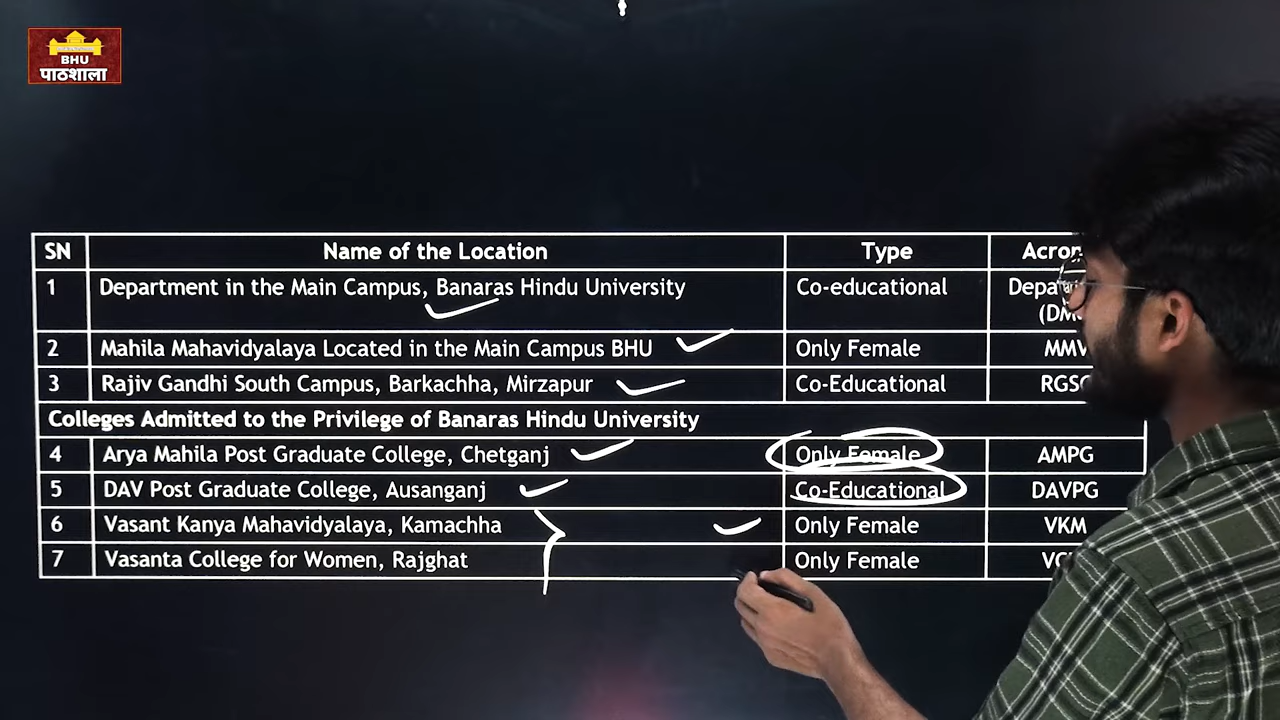 BHU
पाठशाला
SN Name of the Location Type
1 Department in the Main Campus, Banaras Hindu University Co-educational
2 Mahila Mahavidyalaya Located in the Main Campus BHU Only Female MMV
3 Rajiv Gandhi South Campus, Barkachha, Mirzapur Co-Educational
Colleges Admitted to the Privilege of Banaras Hindu University
4 Arya Mahila Post Graduate College, Chetganj Only Female AMPG
5 DAV Post Graduate College, Ausanganj Co-Educational DAVPG
6 Vasant Kanya Mahavidyalaya, Kamachha Only Female VKM
7 Vasanta College for Women, Rajghat Only Female